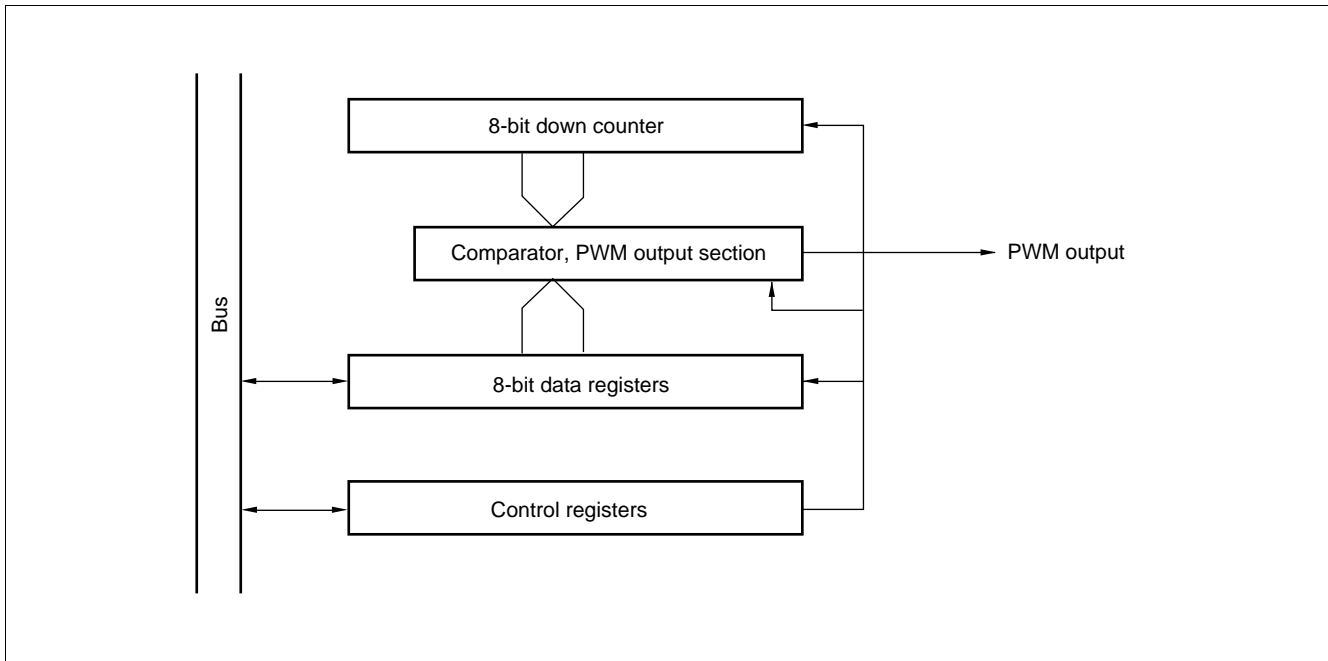 8-bit down counter
Comparator, PWM output section
PWM output
Bus
8-bit data registers
Control registers